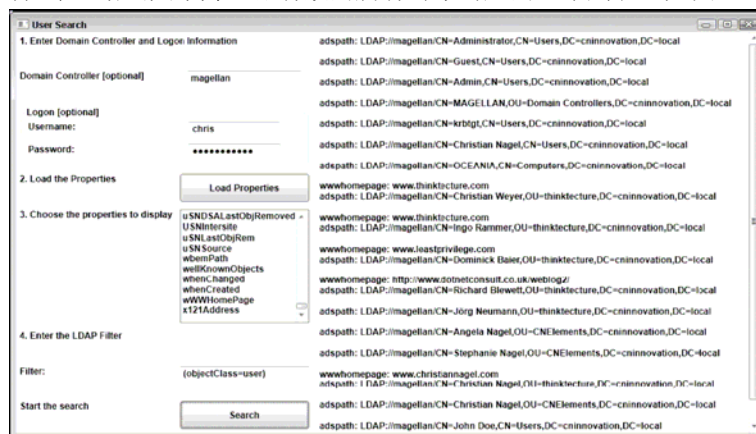 User Search
1. Enter Domain Controller and Logon Information
Domain Controller [optional]
magellan
Logon [optional]
Username:
chris
Password:
•••••••••••
2. Load the Properties
Load Properties
3. Choose the properties to display
uSNDSALastObjRemoved
USNIntersite
uSNLastObjRem
uSNSource
wbemPath
wellKnownObjects
whenChanged
whenCreated
wWWHomePage
x121Address
4. Enter the LDAP Filter
Filter:
(objectClass=user)
Start the search
Search
adspath: LDAP://magellan/CN=Administrator,CN=Users,DC=cninnovation,DC=local
adspath: LDAP://magellan/CN=Guest,CN=Users,DC=cninnovation,DC=local
adspath: LDAP://magellan/CN=Admin,CN=Users,DC=cninnovation,DC=local
adspath: LDAP://magellan/CN=MAGELLAN,OU=Domain Controllers,DC=cninnovation,DC=local
adspath: LDAP://magellan/CN=krbtgt,CN=Users,DC=cninnovation,DC=local
adspath: LDAP://magellan/CN=Christian Nagel,CN=Users,DC=cninnovation,DC=local
adspath: LDAP://magellan/CN=OCEANIA,CN=Computers,DC=cninnovation,DC=local
wwwhomepage: www.thinktecture.com
adspath: LDAP://magellan/CN=Christian Weyer,OU=thinktecture,DC=cninnovation,DC=local
wwwhomepage: www.thinktecture.com
adspath: LDAP://magellan/CN=Ingo Rammer,OU=thinktecture,DC=cninnovation,DC=local
wwwhomepage: www.leastprivilege.com
adspath: LDAP://magellan/CN=Dominick Baier,OU=thinktecture,DC=cninnovation,DC=local
wwwhomepage: http://www.dotnetconsult.co.uk/weblog2/
adspath: LDAP://magellan/CN=Richard Blewett,OU=thinktecture,DC=cninnovation,DC=local
adspath: LDAP://magellan/CN=Jörg Neumann,OU=thinktecture,DC=cninnovation,DC=local
adspath: LDAP://magellan/CN=Angela Nagel,OU=CNElements,DC=cninnovation,DC=local
adspath: LDAP://magellan/CN=Stephanie Nagel,OU=CNElements,DC=cninnovation,DC=local
wwwhomepage: www.christiannagel.com
adspath: LDAP://magellan/CN=Christian Nagel,OU=thinktecture,DC=cninnovation,DC=local
adspath: LDAP://magellan/CN=Christian Nagel,OU=CNElements,DC=cninnovation,DC=local
adspath: LDAP://magellan/CN=John Doe,CN=Users,DC=cninnovation,DC=local